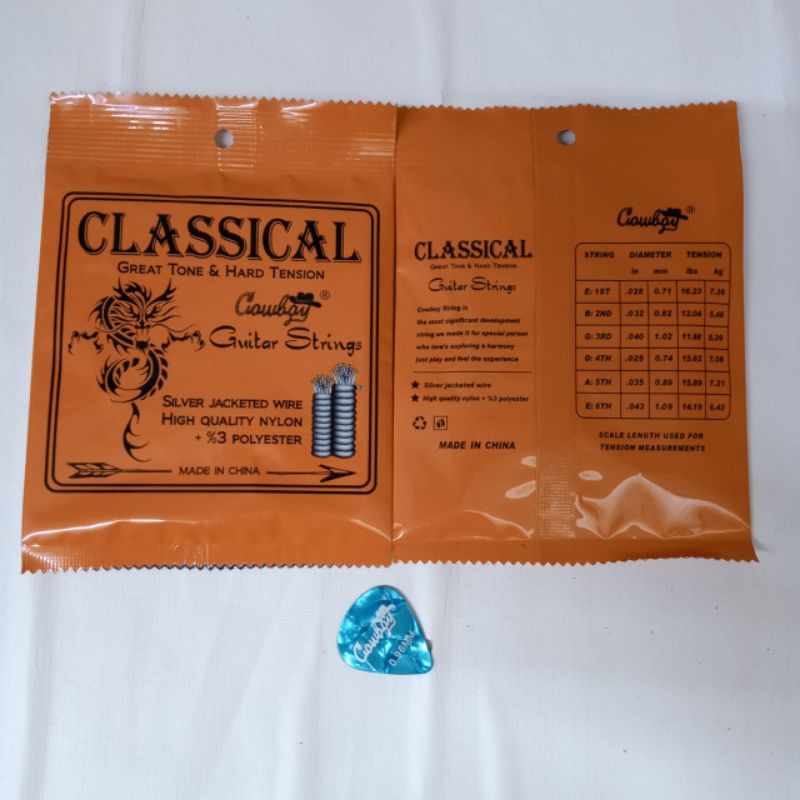 CLASSICAL
GREAT TONE & HARD TENSION
Cowboy®
Guitar Strings
SILVER JACKETED WIRE
HIGH QUALITY NYLON
+ %3 POLYESTER
MADE IN CHINA
CLASSICAL
GREAT TONE & HARD TENSION
Guitar Strings
Cowboy String is
the most significant development
string we made it for special person
who love's exploring a harmony
just play and feel the experience
★ Silver jacketed wire
★ High quality nylon + %3 polyester
MADE IN CHINA
Cowboy®
STRING DIAMETER TENSION
in mm lbs kg
E: 1ST .028 0.71 16.23 7.36
B: 2ND .032 0.82 12.04 5.46
G: 3RD .040 1.02 11.88 5.39
D: 4TH .029 0.74 15.62 7.08
A: 5TH .035 0.89 15.89 7.21
E: 6TH .043 1.09 14.19 6.43
SCALE LENGTH USED FOR
TENSION MEASUREMENTS
Cowboy
0.96MM